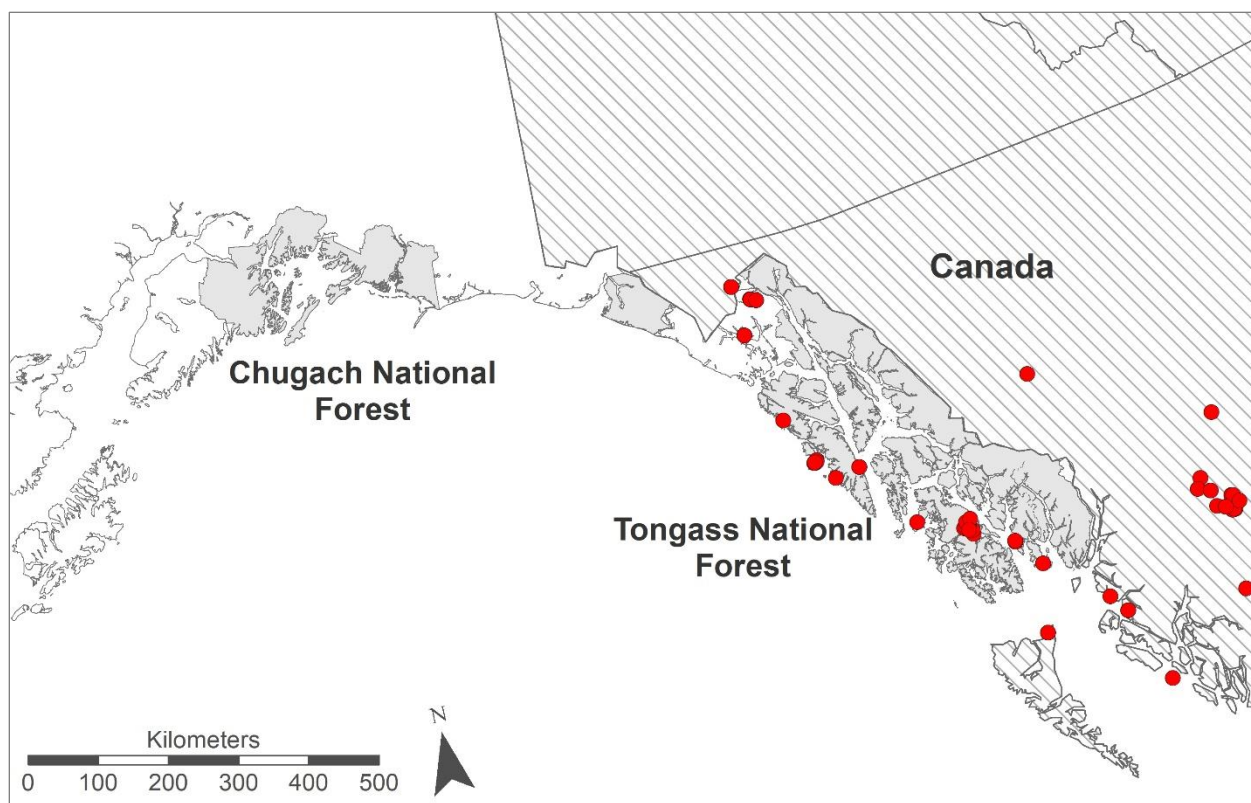 Canada
Chugach National
Forest
Tongass National
Forest
N
Kilometers
0 100 200 300 400 500